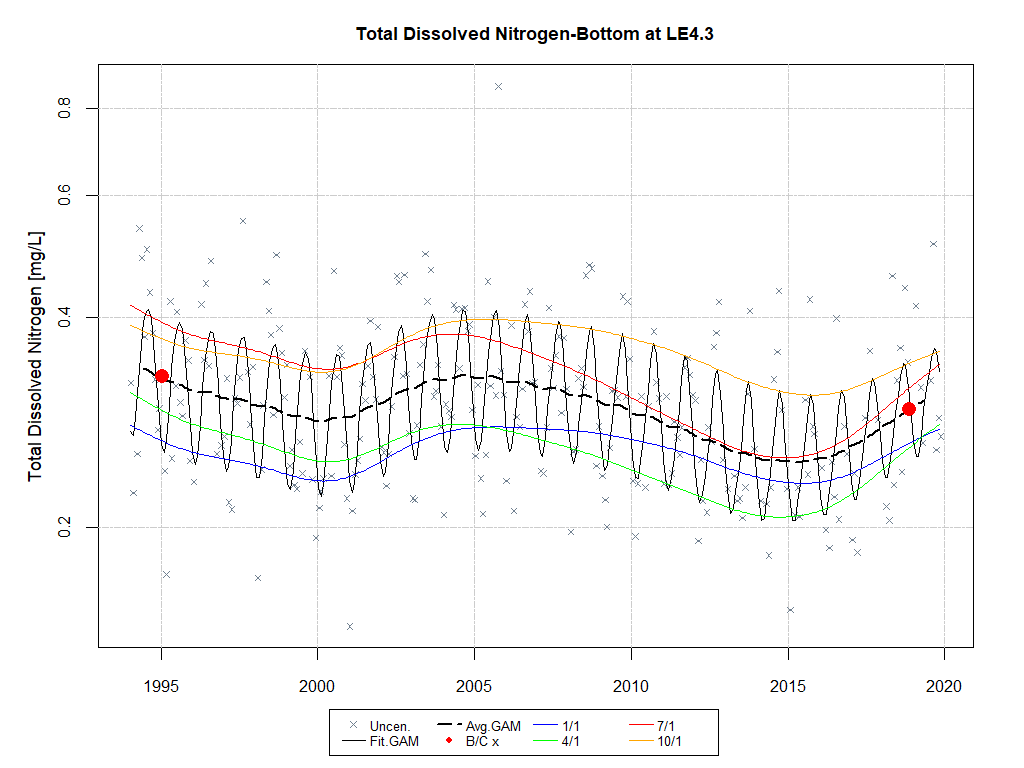 Total Dissolved Nitrogen-Bottom at LE4.3
Total Dissolved Nitrogen [mg/L]
0.8
0.6
0.4
0.2
1995 2000 2005 2010 2015 2020
Uncen. Avg.GAM 1/1 7/1
Fit.GAM B/C x 4/1 10/1